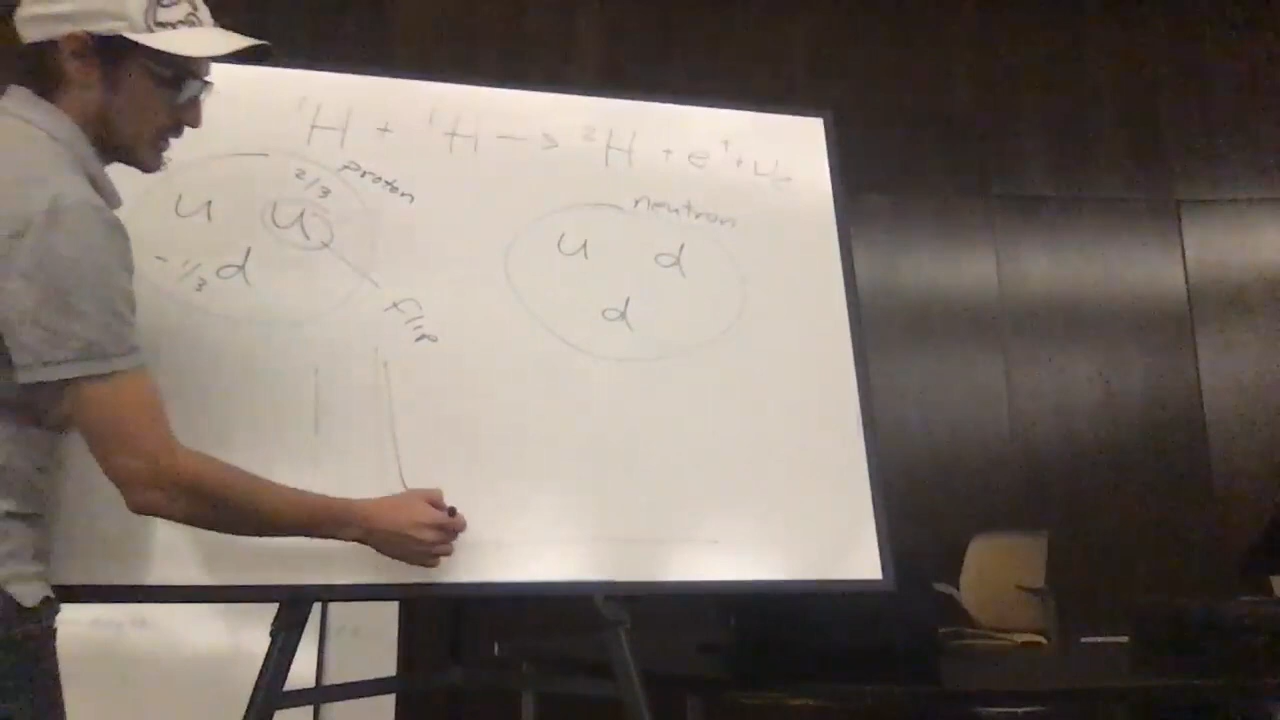 ¹H + ¹H → ²H + e⁺ + νe
proton
2/3
u u
-1/3 d
flip
neutron
u d
d